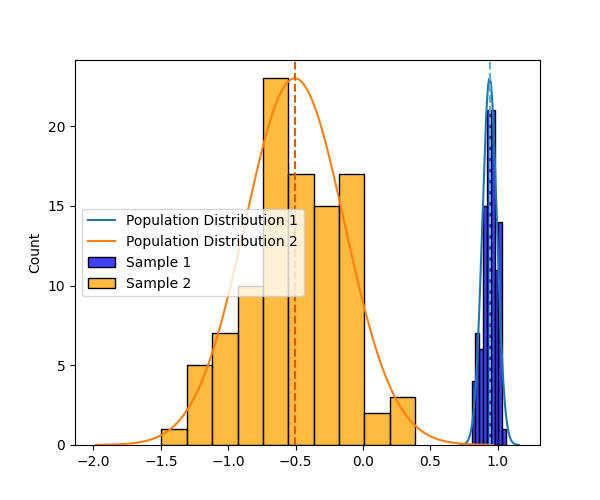 20
15
10
5
0
Count
Population Distribution 1
Population Distribution 2
Sample 1
Sample 2
−2.0 −1.5 −1.0 −0.5 0.0 0.5 1.0